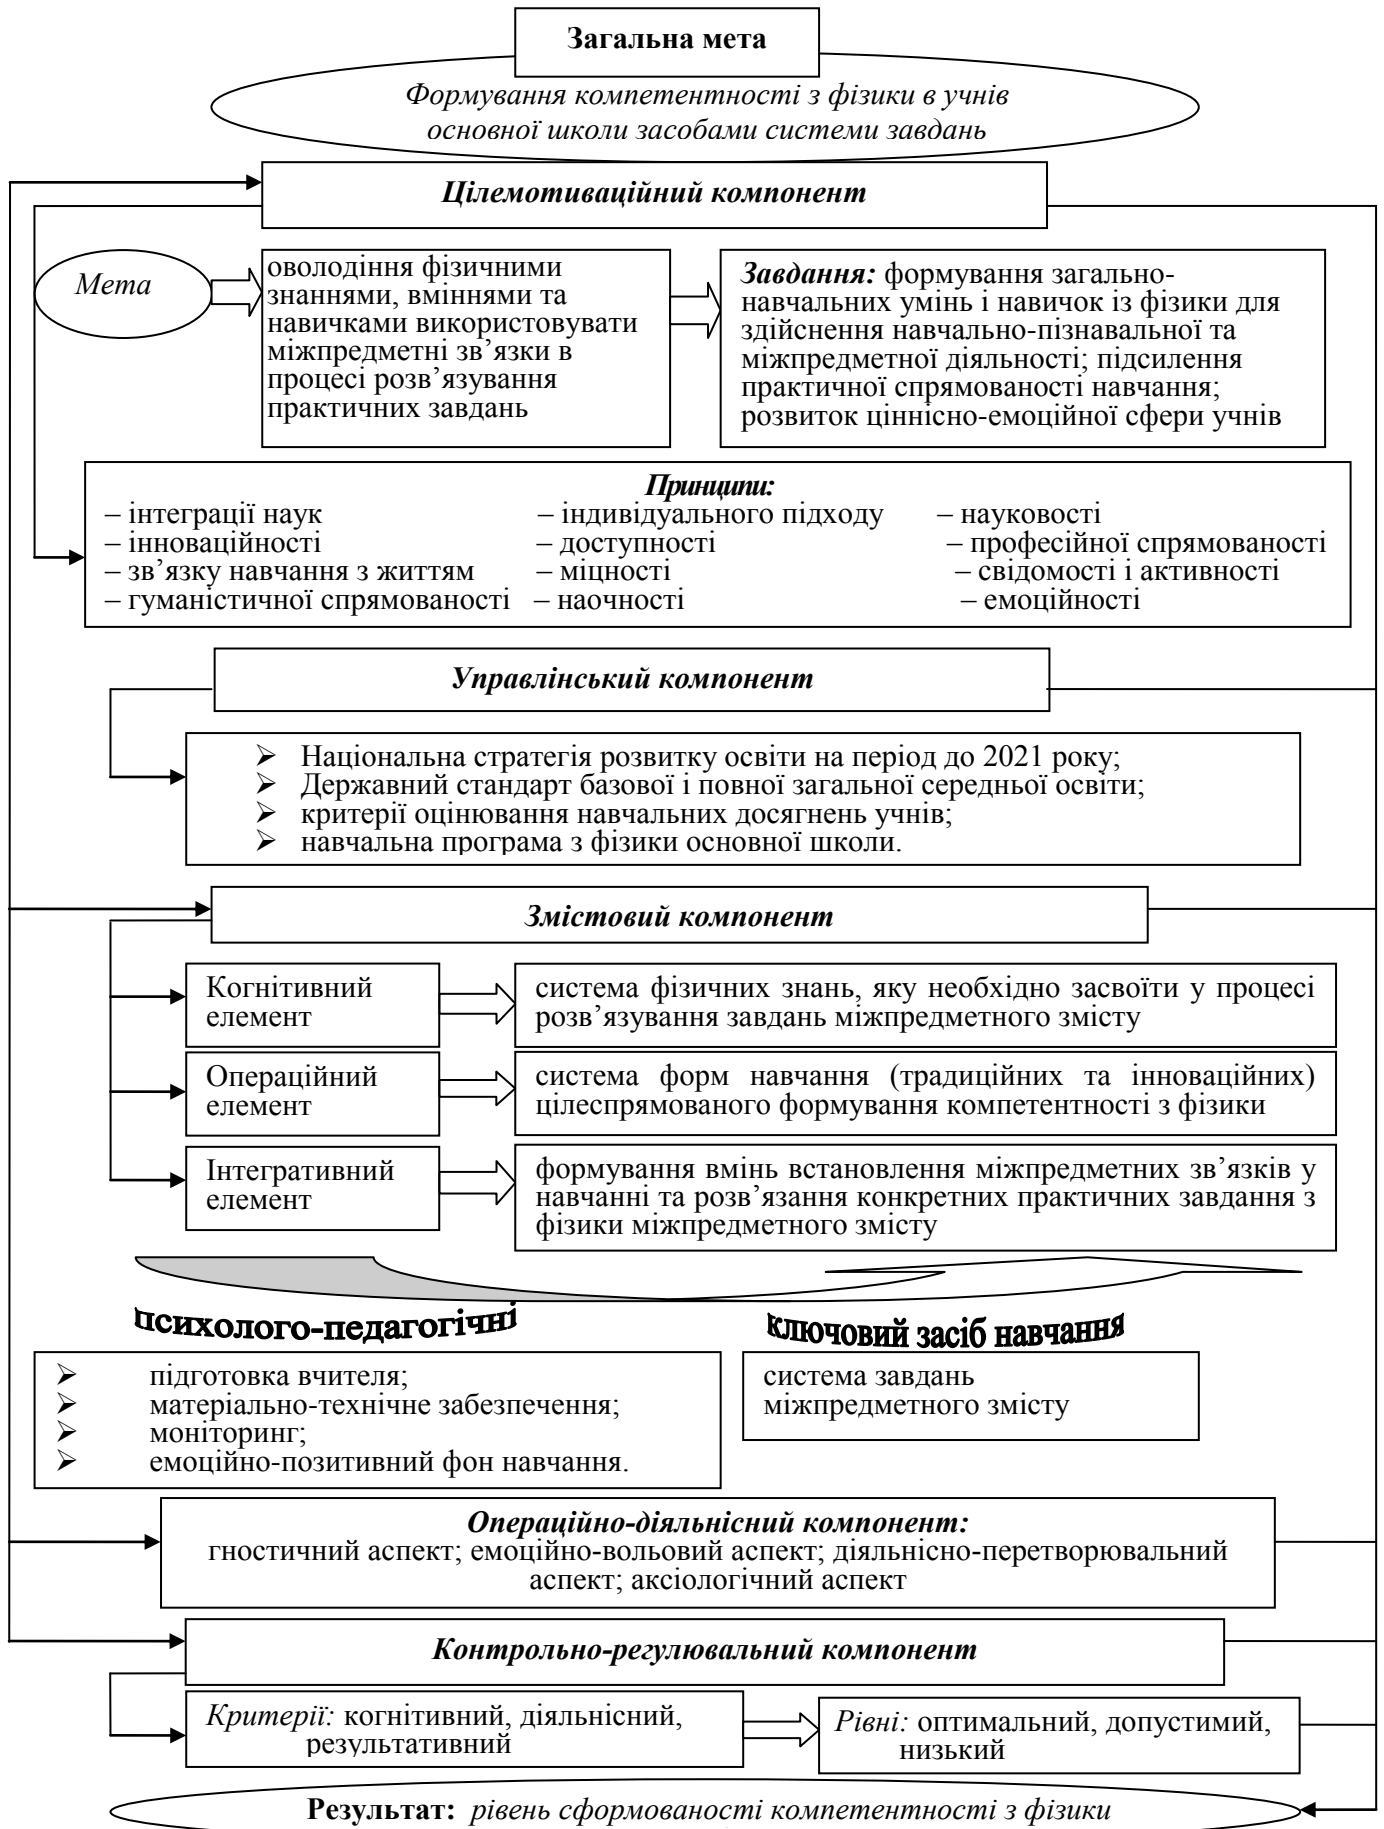 Загальна мета
Формування компетентності з фізики в учнів
основної школи засобами системи завдань
Цілемотиваційний компонент
Мета
оволодіння фізичними
знаннями, вміннями та
навичками використовувати
міжпредметні зв’язки в
процесі розв’язування
практичних завдань
Завдання: формування загально-
навчальних умінь і навичок із фізики для
здійснення навчально-пізнавальної та
міжпредметної діяльності; підсилення
практичної спрямованості навчання;
розвиток ціннісно-емоційної сфери учнів
Принципи:
– інтеграції наук – індивідуального підходу – науковості
– інноваційності – доступності – професійної спрямованості
– зв’язку навчання з життям – міцності – свідомості і активності
– гуманістичної спрямованості – наочності – емоційності
Управлінський компонент
➢ Національна стратегія розвитку освіти на період до 2021 року;
➢ Державний стандарт базової і повної загальної середньої освіти;
➢ критерії оцінювання навчальних досягнень учнів;
➢ навчальна програма з фізики основної школи.
Змістовий компонент
Когнітивний
елемент
система фізичних знань, яку необхідно засвоїти у процесі
розв’язування завдань міжпредметного змісту
Операційний
елемент
система форм навчання (традиційних та інноваційних)
цілеспрямованого формування компетентності з фізики
Інтегративний
елемент
формування вмінь встановлення міжпредметних зв’язків у
навчанні та розв’язання конкретних практичних завдання з
фізики міжпредметного змісту
психолого-педагогічні
ключовий засіб навчання
➢ підготовка вчителя;
➢ матеріально-технічне забезпечення;
➢ моніторинг;
➢ емоційно-позитивний фон навчання.
система завдань
міжпредметного змісту
Операційно-діяльнісний компонент:
гностичний аспект; емоційно-вольовий аспект; діяльнісно-перетворювальний
аспект; аксіологічний аспект
Контрольно-регулювальний компонент
Критерії: когнітивний, діяльнісний,
результативний
Рівні: оптимальний, допустимий,
низький
Результат: рівень сформованості компетентності з фізики